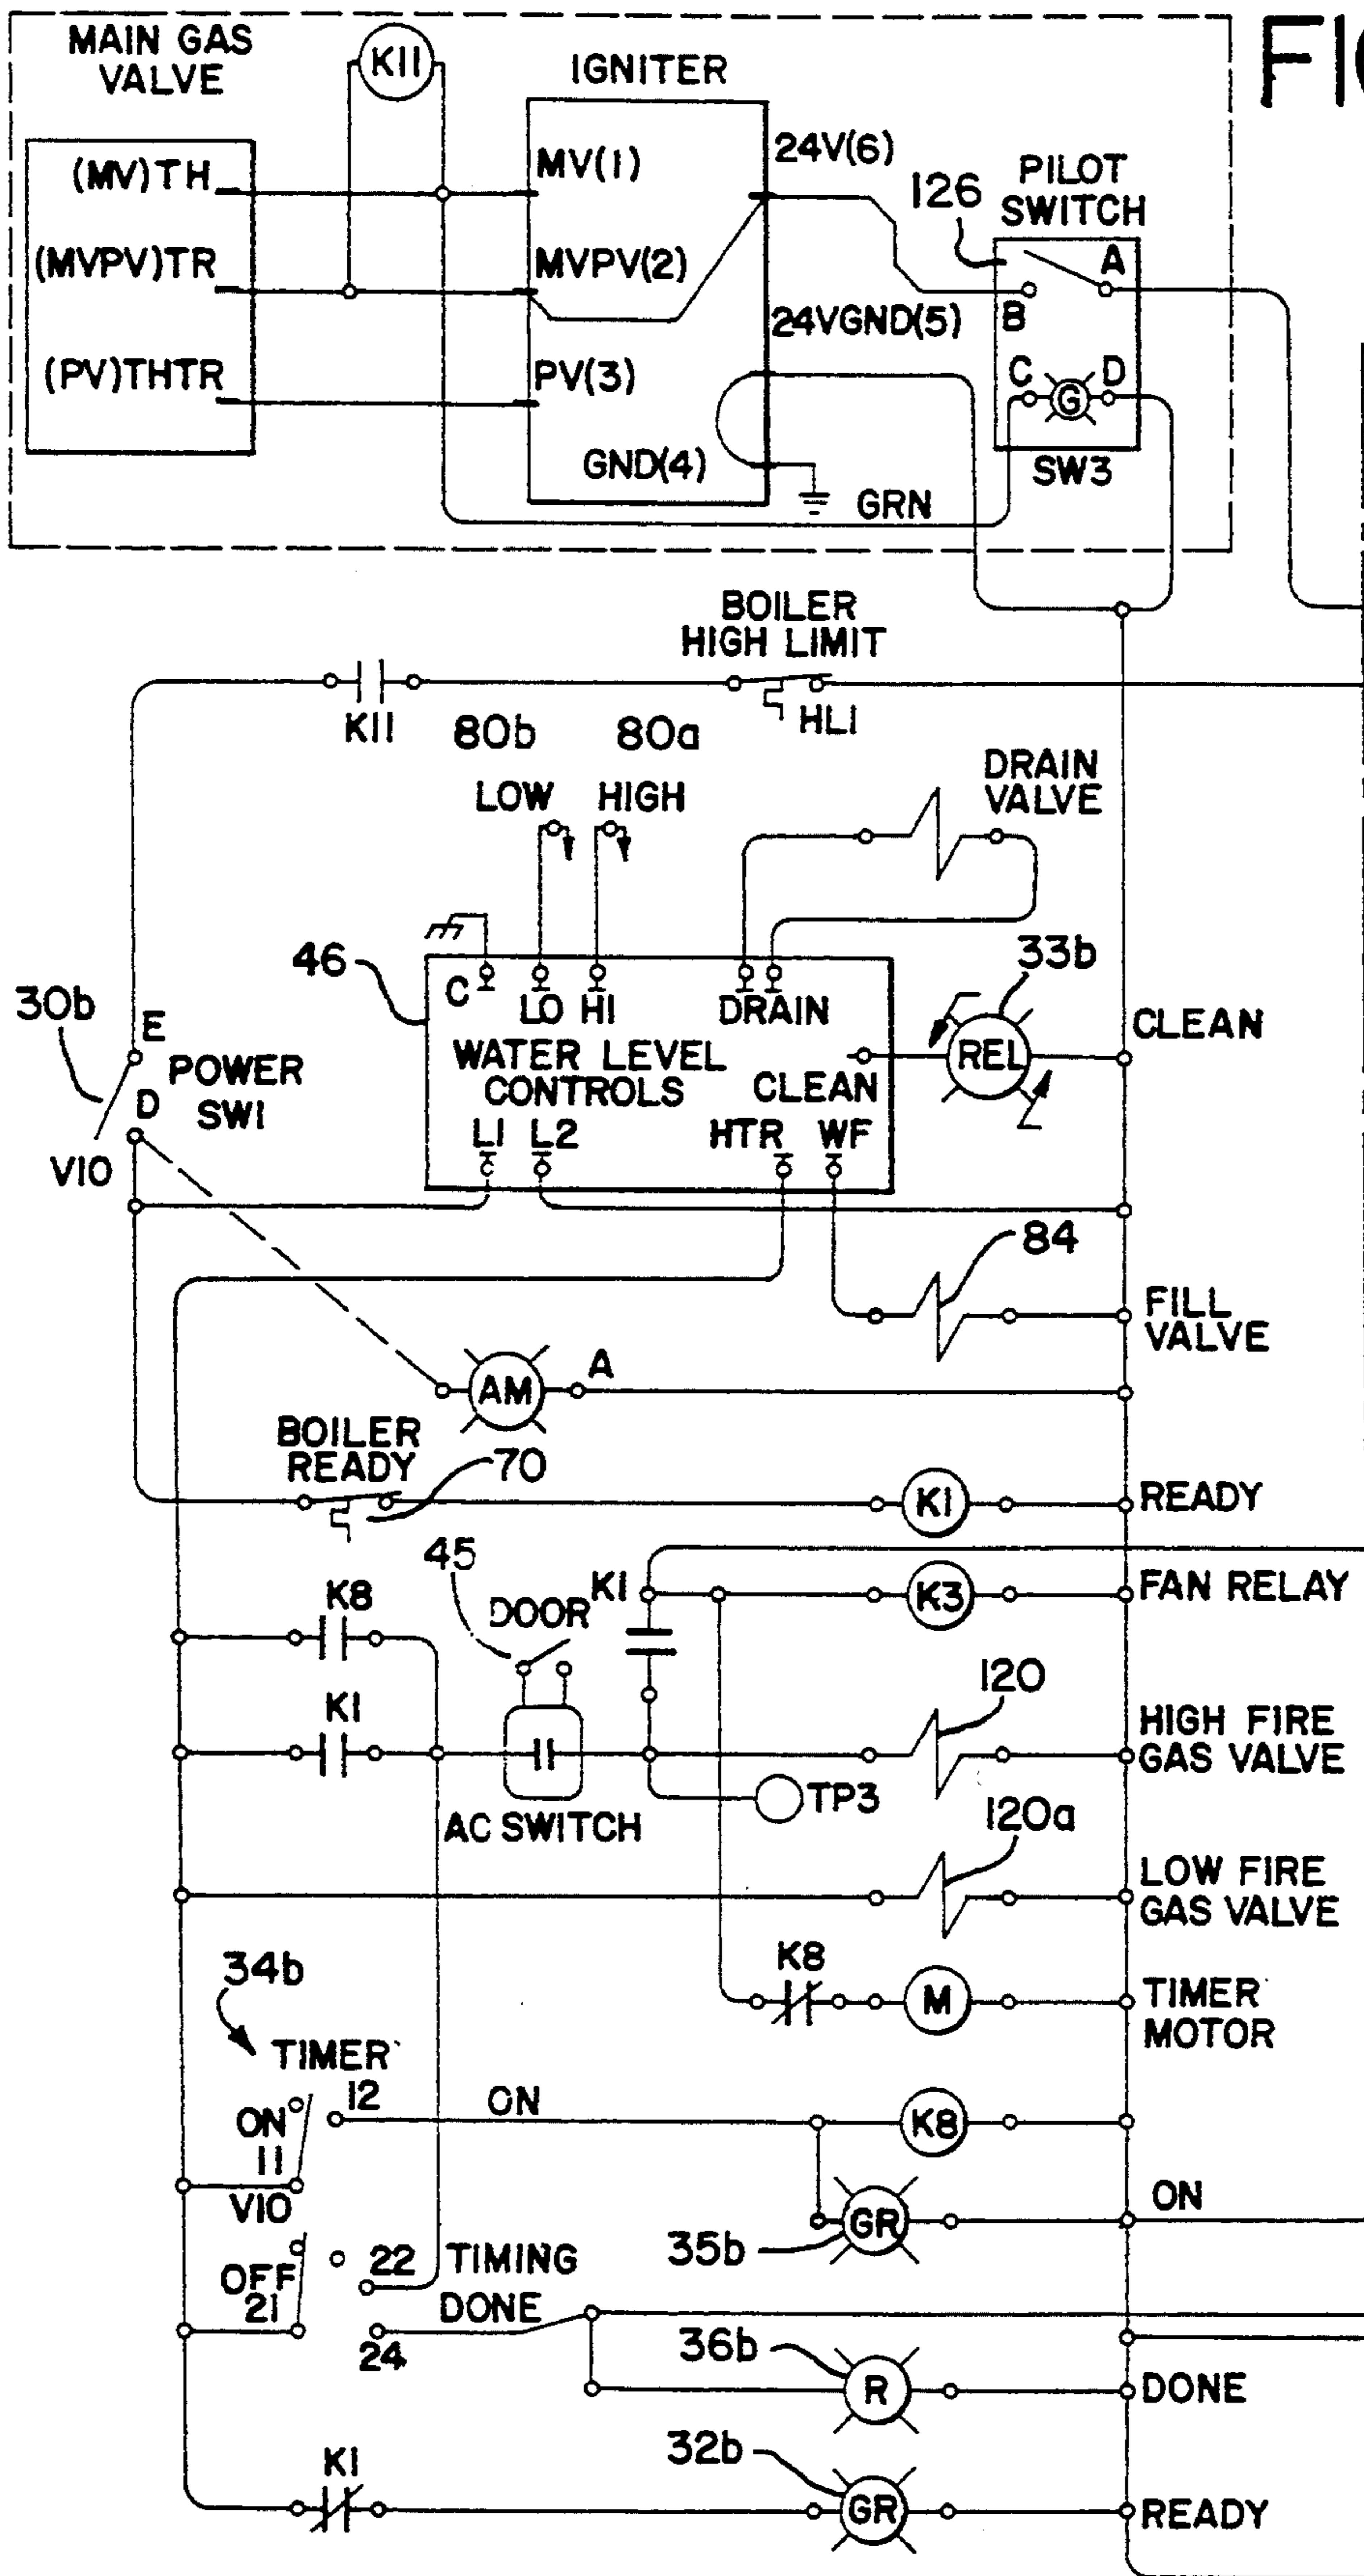 FIG
MAIN GAS
VALVE
K11
IGNITER
(MV)TH
MV(1)
24V(6)
126
PILOT
SWITCH
(MVPV)TR
MVPV(2)
A
B
24VGND(5)
(PV)THTR
PV(3)
C
G
D
GND(4)
SW3
GRN
BOILER
HIGH LIMIT
K11
80b
80a
HL1
LOW
HIGH
DRAIN
VALVE
46
33b
30b
C
LO
HI
DRAIN
CLEAN
E
POWER
SW1
WATER LEVEL
CONTROLS
CLEAN
REL
D
L1
L2
HTR
WF
VIO
84
FILL
VALVE
AM
A
BOILER
READY
70
K1
READY
45
K8
DOOR
K1
K3
FAN RELAY
K1
120
HIGH FIRE
GAS VALVE
TP3
AC SWITCH
120a
LOW FIRE
GAS VALVE
34b
K8
M
TIMER
MOTOR
TIMER
12
ON
ON
11
K8
VIO
ON
GR
35b
22
TIMING
OFF
21
DONE
24
36b
R
DONE
32b
K1
GR
READY